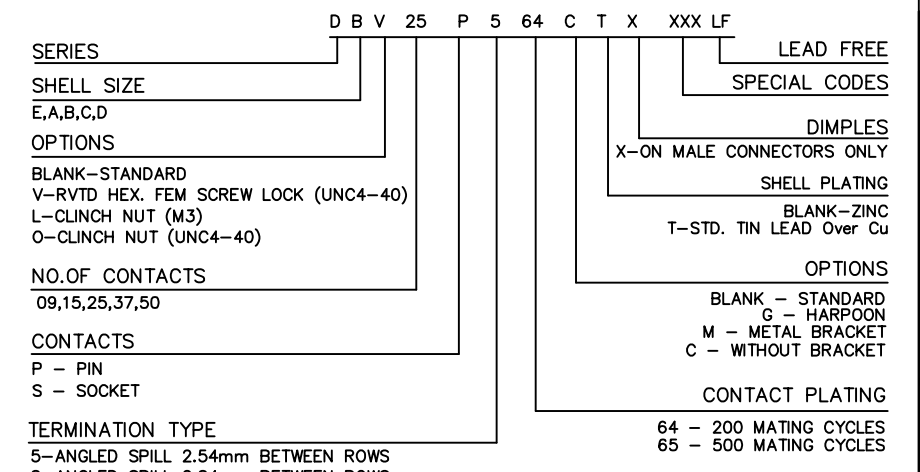 D B V 25 P 5 64 C T X XXX LF
SERIES
SHELL SIZE
E,A,B,C,D
OPTIONS
BLANK-STANDARD
V-RVTD HEX. FEM SCREW LOCK (UNC4-40)
L-CLINCH NUT (M3)
O-CLINCH NUT (UNC4-40)
NO.OF CONTACTS
09,15,25,37,50
CONTACTS
P - PIN
S - SOCKET
TERMINATION TYPE
5-ANGLED SPILL 2.54mm BETWEEN ROWS
LEAD FREE
SPECIAL CODES
DIMPLES
X-ON MALE CONNECTORS ONLY
SHELL PLATING
BLANK-ZINC
T-STD. TIN LEAD Over Cu
OPTIONS
BLANK - STANDARD
G - HARPOON
M - METAL BRACKET
C - WITHOUT BRACKET
CONTACT PLATING
64 - 200 MATING CYCLES
65 - 500 MATING CYCLES